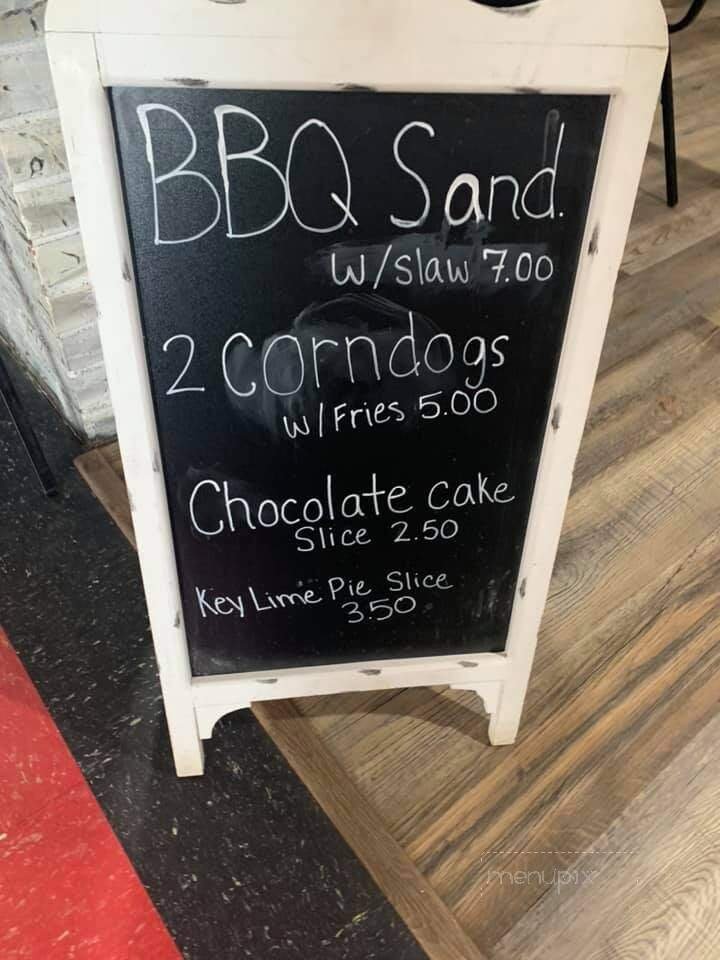 BBQ Sand.
w/slaw 7.00
2 corndogs
w/Fries 5.00
Chocolate cake
Slice 2.50
Key Lime Pie Slice
3.50
menupix